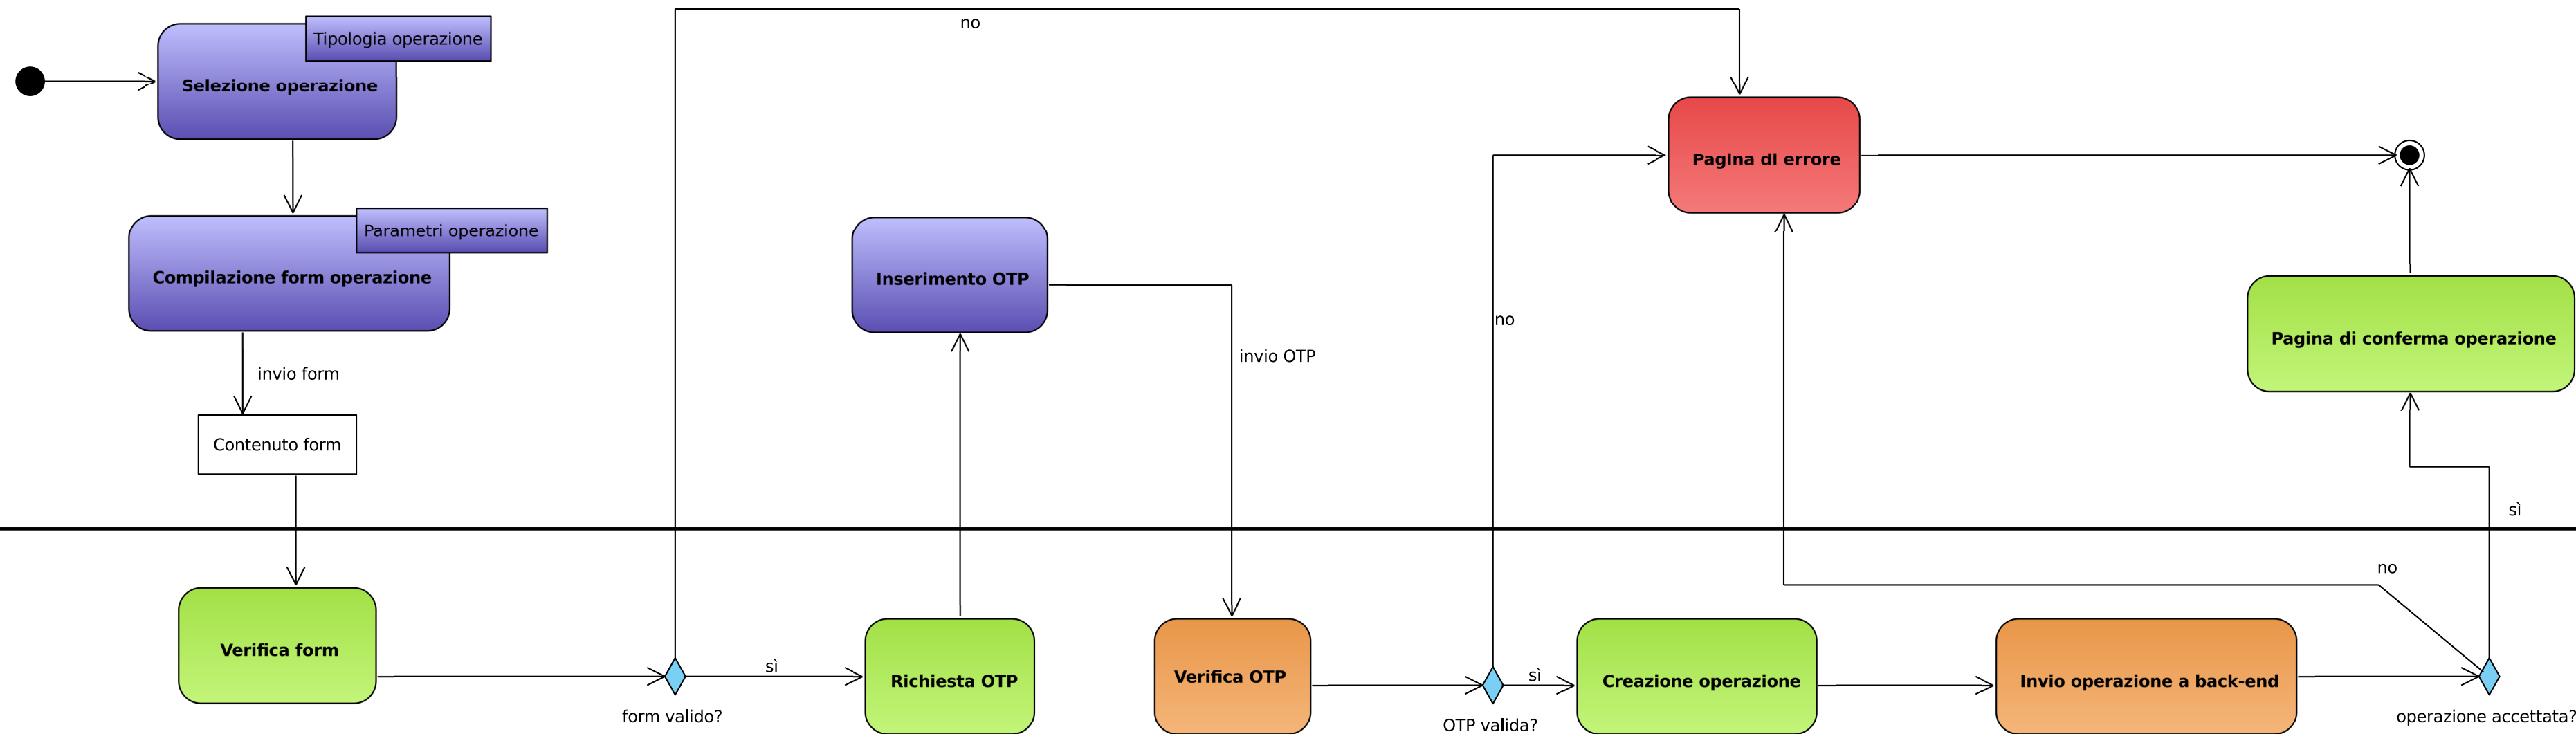 no
Tipologia operazione
Selezione operazione
Pagina di errore
Parametri operazione
Compilazione form operazione
Inserimento OTP
no
Pagina di conferma operazione
invio OTP
invio form
Contenuto form
sì
no
Verifica form
sì
Richiesta OTP
Verifica OTP
sì
Creazione operazione
Invio operazione a back-end
form valido?
OTP valida?
operazione accettata?